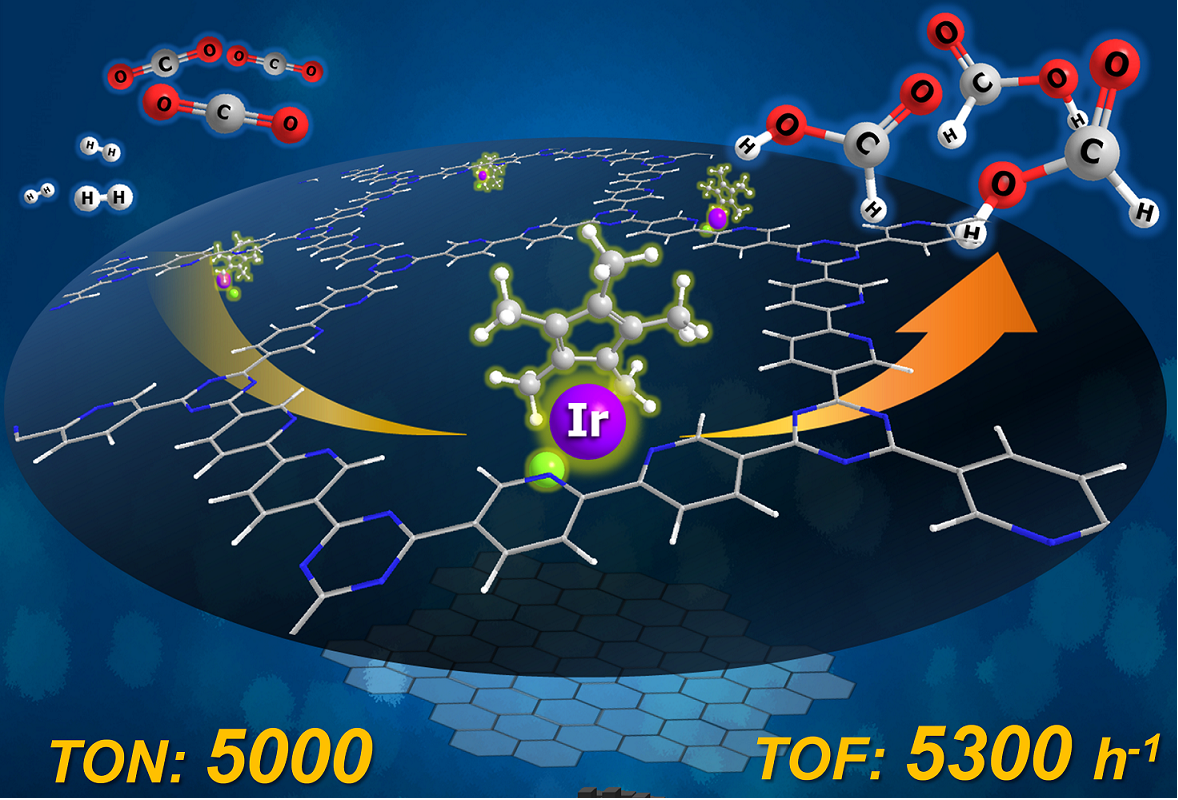 O C O O C O
O C O
H H
H H H H
O C O H H
O C O H H
O C O H H
Ir
TON: 5000
TOF: 5300 h-1